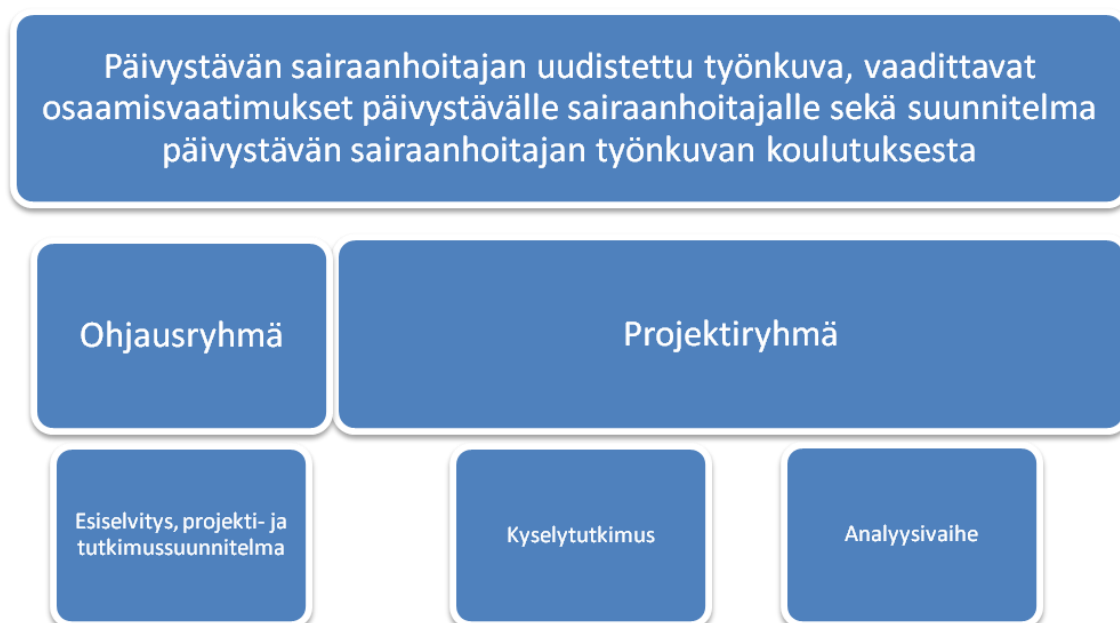 Päivystävän sairaanhoitajan uudistettu työnkuva, vaadittavat
osaamisvaatimukset päivystävälle sairaanhoitajalle sekä suunnitelma
päivystävän sairaanhoitajan työnkuvan koulutuksesta
Ohjausryhmä
Projektiryhmä
Esiselvitys, projekti- ja
tutkimussuunnitelma
Kyselytutkimus
Analyysivaihe